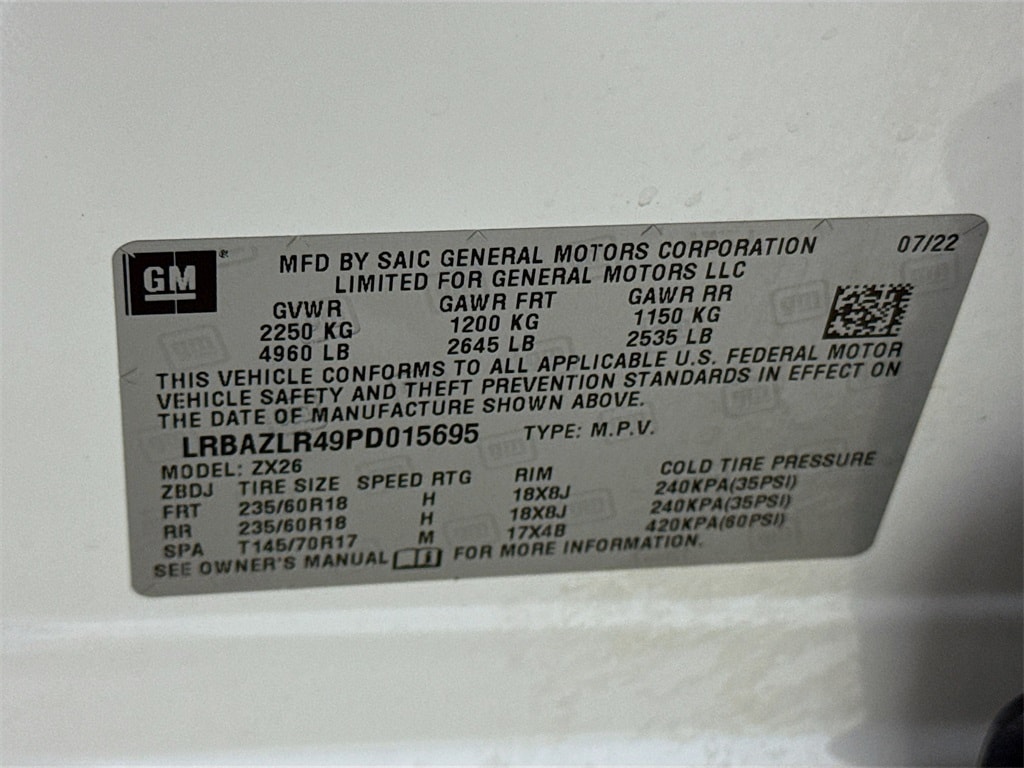 GM
MFD BY SAIC GENERAL MOTORS CORPORATION 07/22
LIMITED FOR GENERAL MOTORS LLC
GVWR GAWR FRT GAWR RR
2250 KG 1200 KG 1150 KG
4960 LB 2645 LB 2535 LB
THIS VEHICLE CONFORMS TO ALL APPLICABLE U.S. FEDERAL MOTOR
VEHICLE SAFETY AND THEFT PREVENTION STANDARDS IN EFFECT ON
THE DATE OF MANUFACTURE SHOWN ABOVE.
LRBAZLR49PD015695 TYPE: M.P.V.
MODEL: ZX26
ZBDJ TIRE SIZE SPEED RTG RIM COLD TIRE PRESSURE
FRT 235/60R18 H 18X8J 240KPA(35PSI)
RR 235/60R18 H 18X8J 240KPA(35PSI)
SPA T145/70R17 M 17X4B 420KPA(60PSI)
SEE OWNER'S MANUAL FOR MORE INFORMATION.